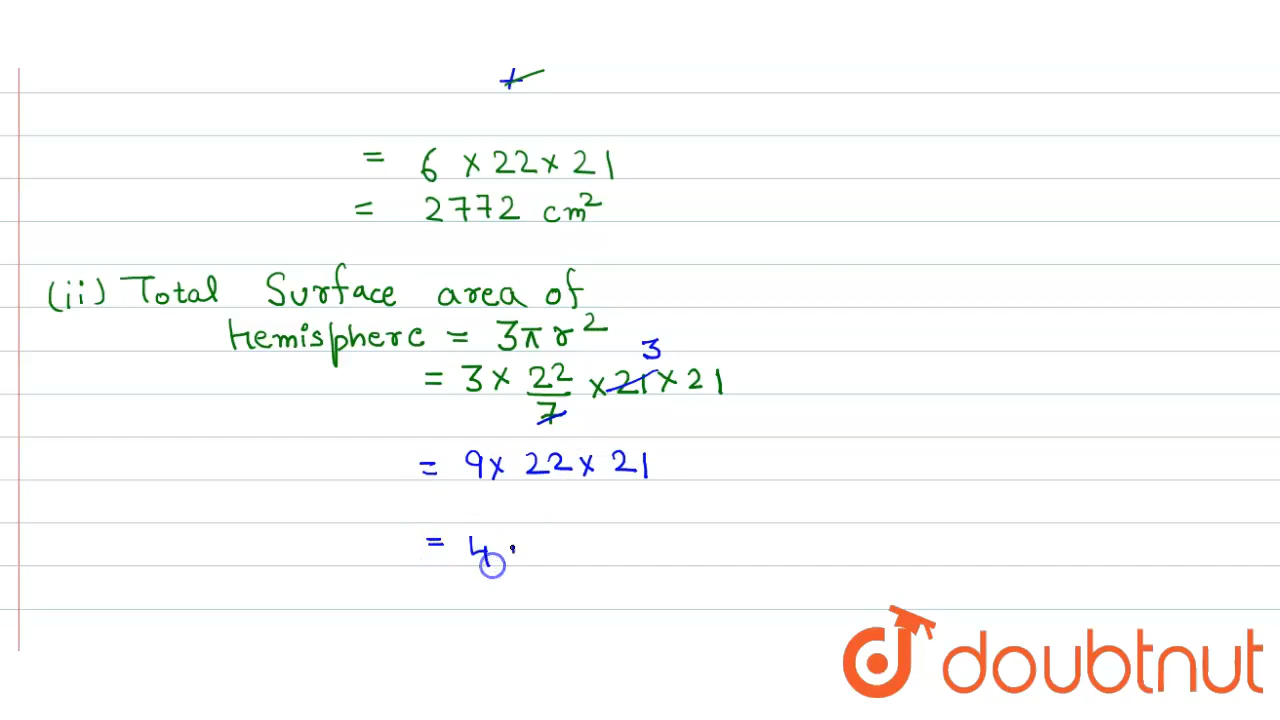 = 6 × 22 × 21
= 2772 cm²
(ii) Total Surface area of
hemisphere = 3πr²
3
= 3 × 22/7 × 21 × 21
= 9 × 22 × 21
= 4
doubtnut